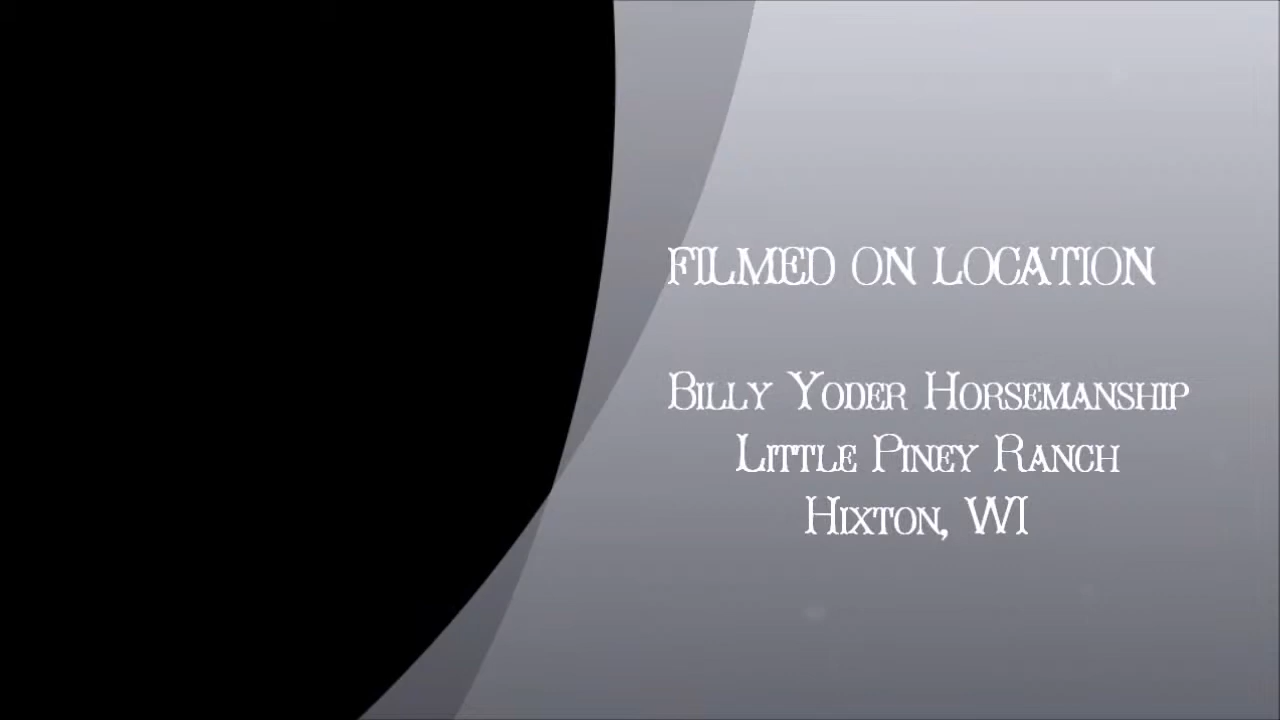 FILMED ON LOCATION
Billy Yoder Horsemanship
Little Piney Ranch
Hixton, WI